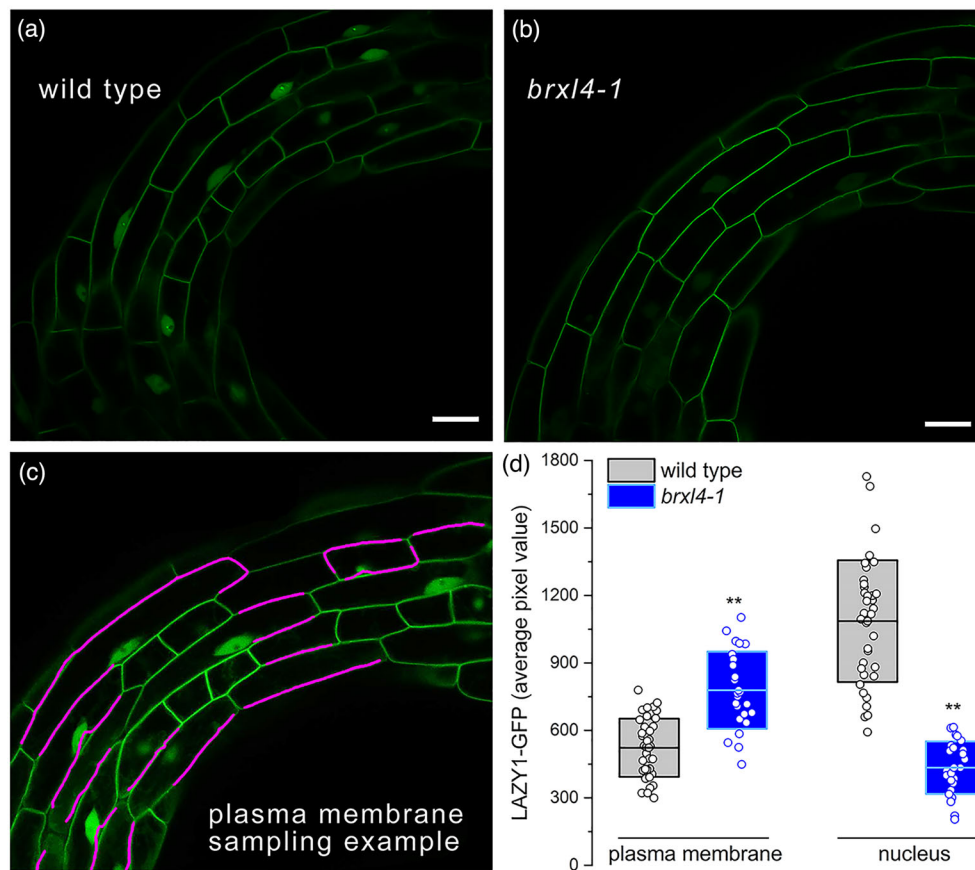 (a)
wild type
(b)
brxl4-1
(c)
plasma membrane
sampling example
(d)
LAZY1-GFP (average pixel value)
1800
1500
1200
900
600
300
0
wild type
brxl4-1
**
**
plasma membrane
nucleus